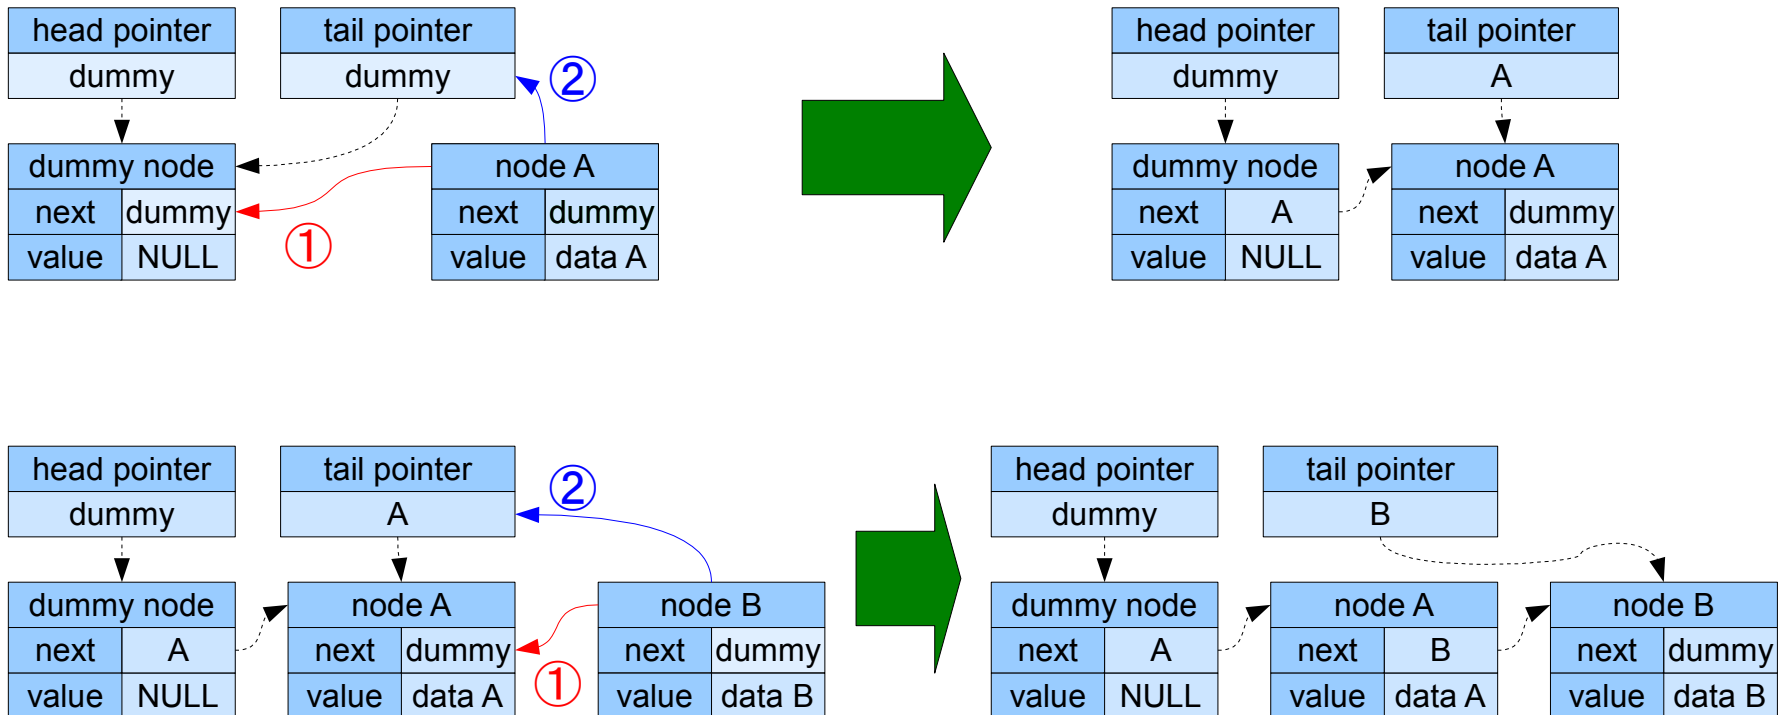 head pointer
dummy
tail pointer
dummy
②
dummy node
next dummy
value NULL
①
node A
next dummy
value data A
head pointer
dummy
tail pointer
A
dummy node
next A
value NULL
node A
next dummy
value data A
head pointer
dummy
tail pointer
A
②
dummy node
next A
value NULL
node A
next dummy
value data A
①
node B
next dummy
value data B
head pointer
dummy
tail pointer
B
dummy node
next A
value NULL
node A
next B
value data A
node B
next dummy
value data B